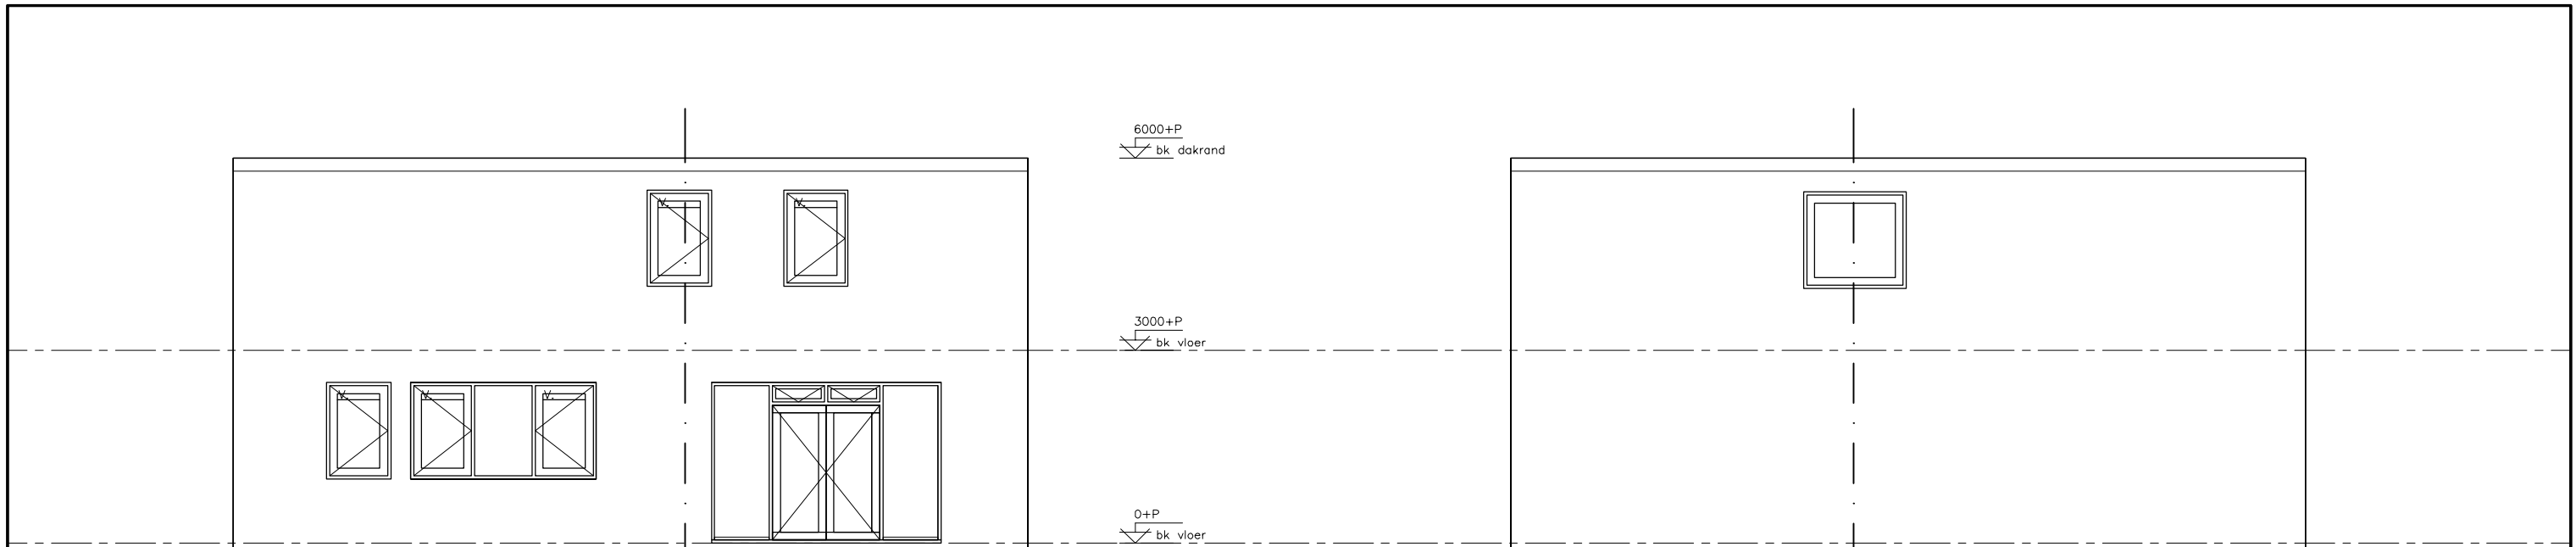 6000+P
bk dakrand
V.
V.
3000+P
bk vloer
V.
V.
V.
0+P
bk vloer